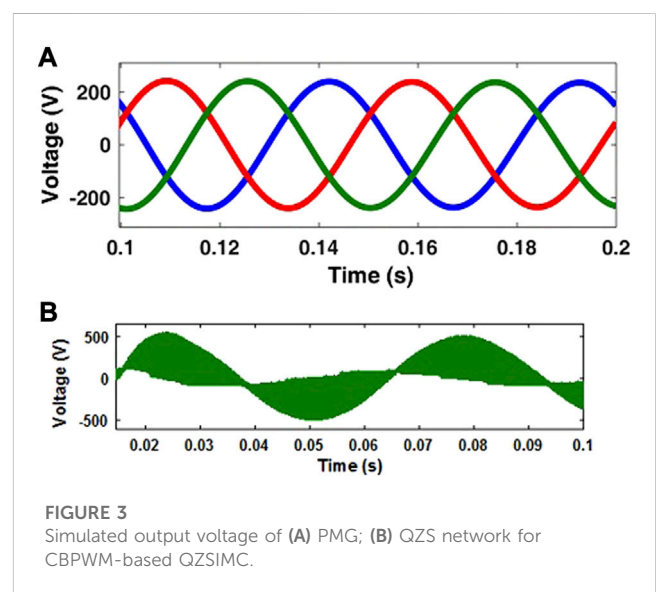 A
Voltage (V)
200
0
-200
0.1 0.12 0.14 0.16 0.18 0.2
Time (s)
B
Voltage (V)
500
0
-500
0.02 0.03 0.04 0.05 0.06 0.07 0.08 0.09 0.1
Time (s)
FIGURE 3
Simulated output voltage of (A) PMG; (B) QZS network for
CBPWM-based QZSIMC.